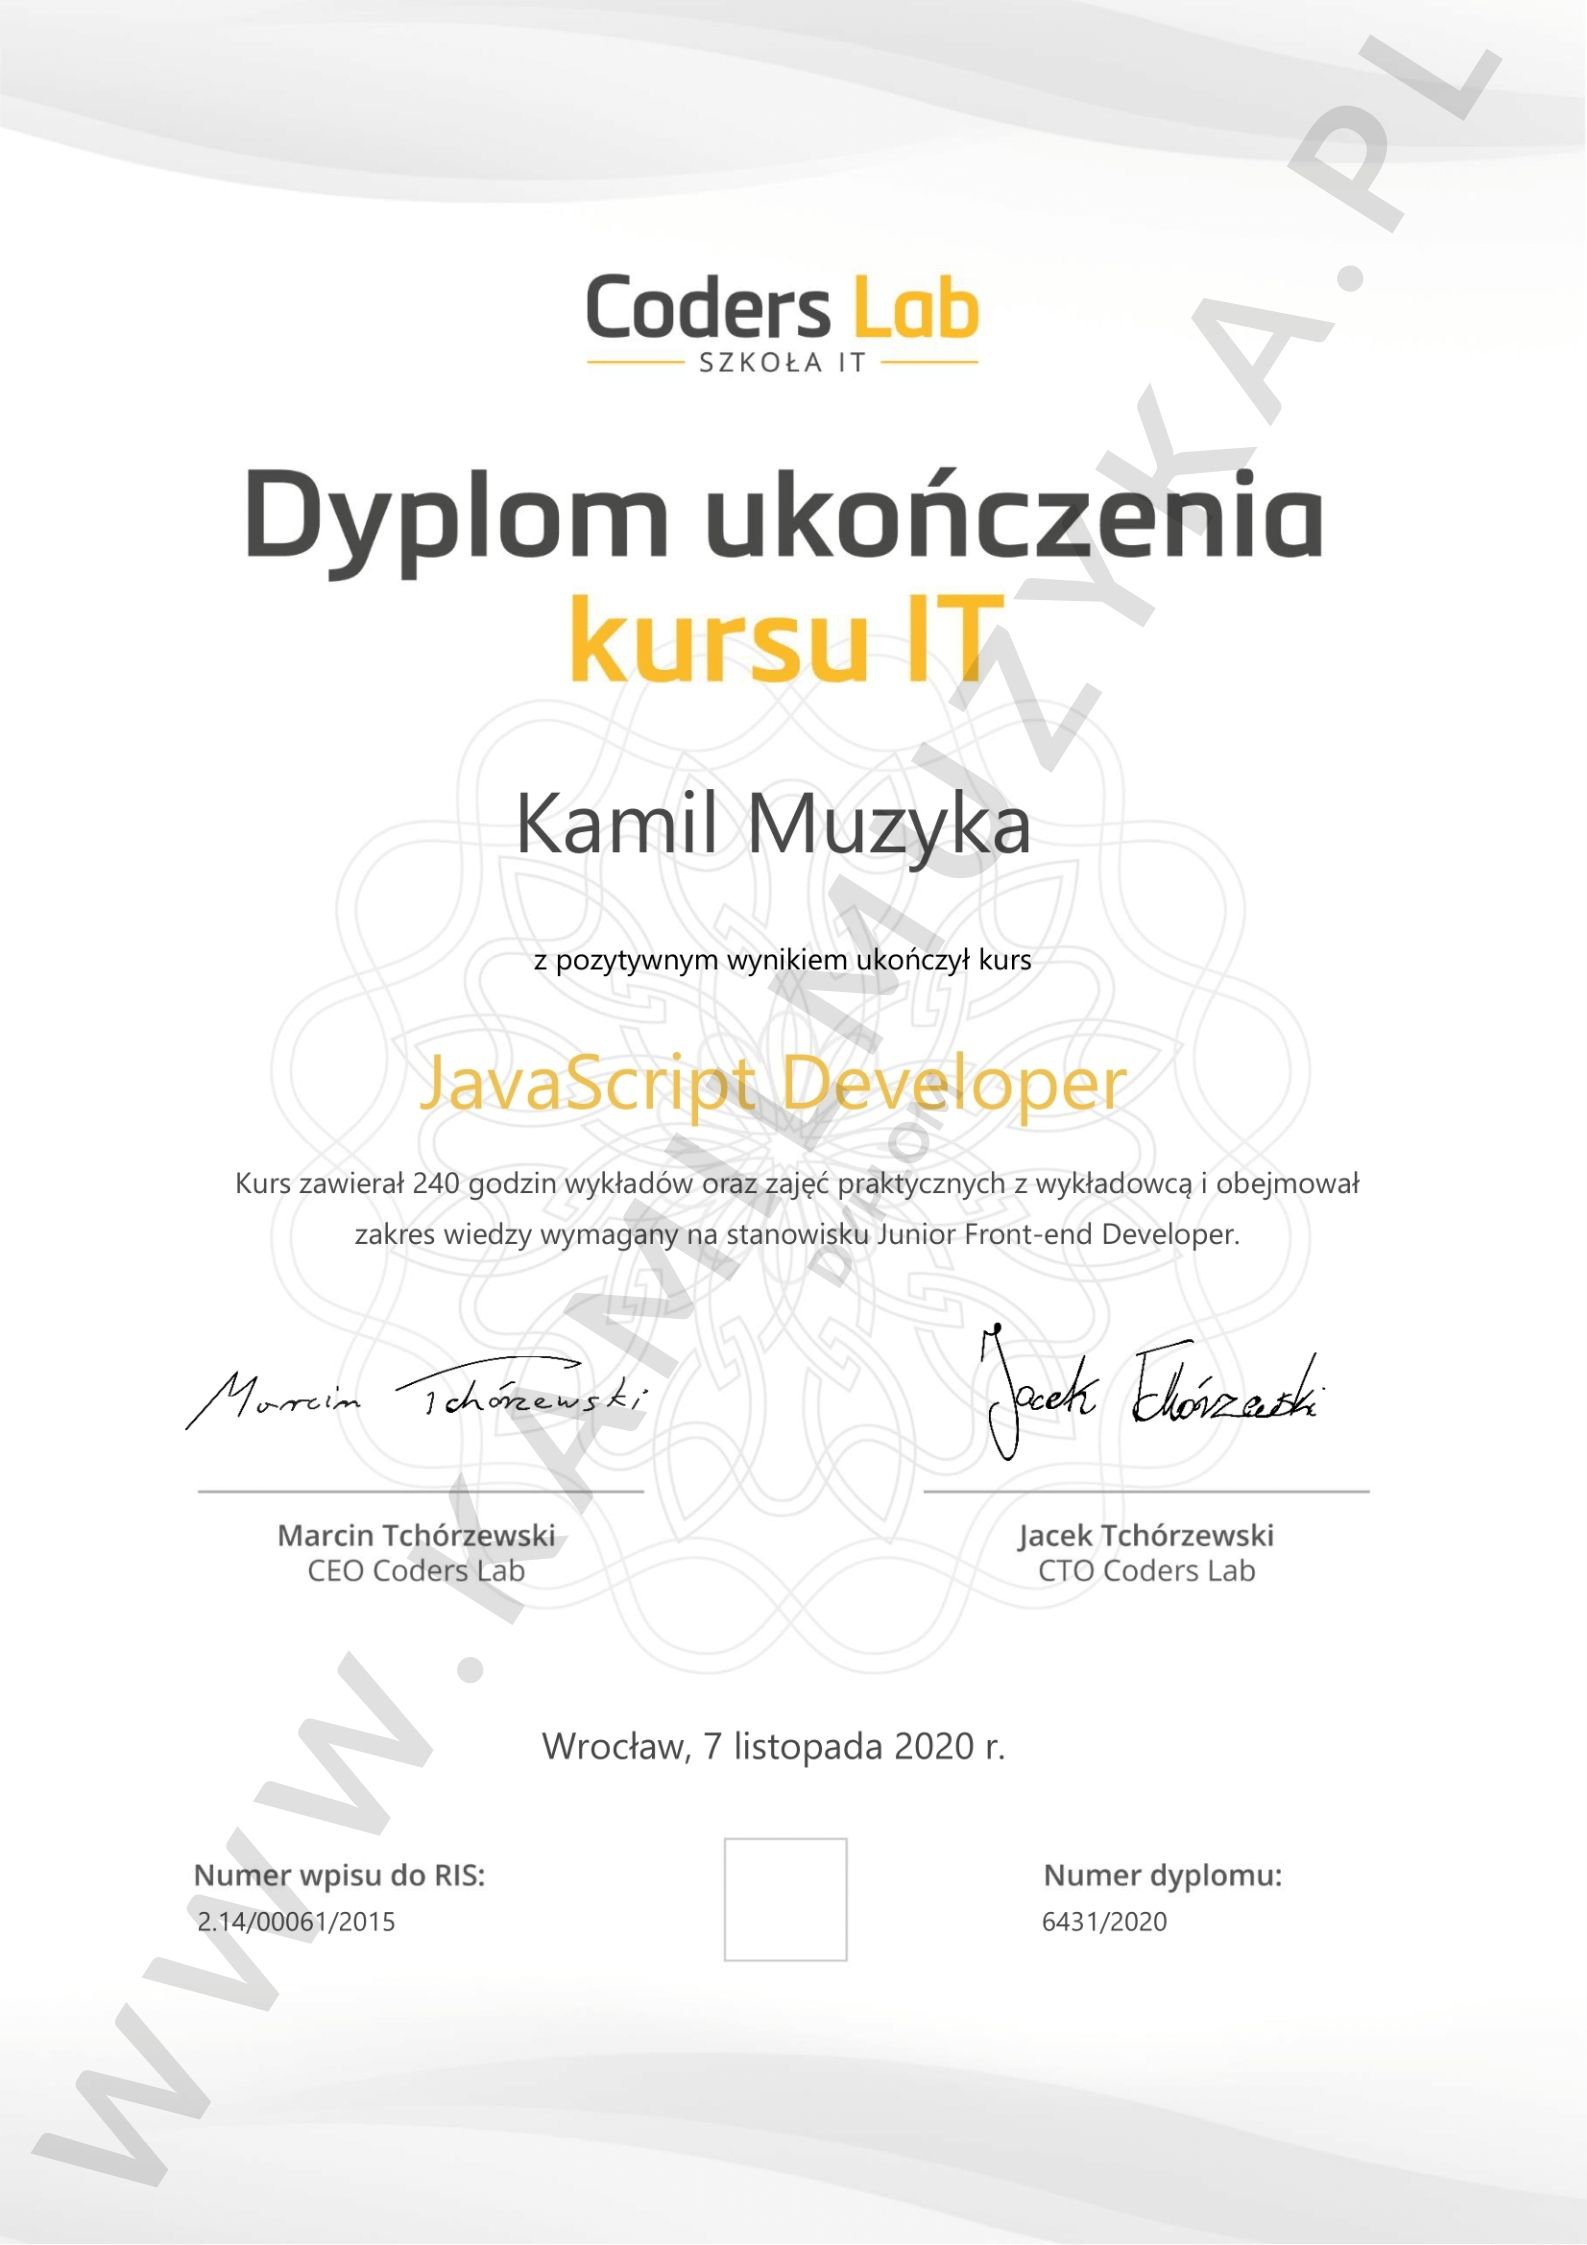 Coders Lab
SZKOŁA IT
Dyplom ukończenia
kursu IT
Kamil Muzyka
z pozytywnym wynikiem ukończył kurs
JavaScript Developer
Kurs zawierał 240 godzin wykładów oraz zajęć praktycznych z wykładowcą i obejmował
zakres wiedzy wymagany na stanowisku Junior Front-end Developer.
Marcin Tchórzewski
Jacek Tchórzewski
Marcin Tchórzewski
CEO Coders Lab
Jacek Tchórzewski
CTO Coders Lab
Wrocław, 7 listopada 2020 r.
Numer wpisu do RIS:
2.14/00061/2015
Numer dyplomu:
6431/2020
WWW.KAMILMUZYKA.PL
DYPLOM